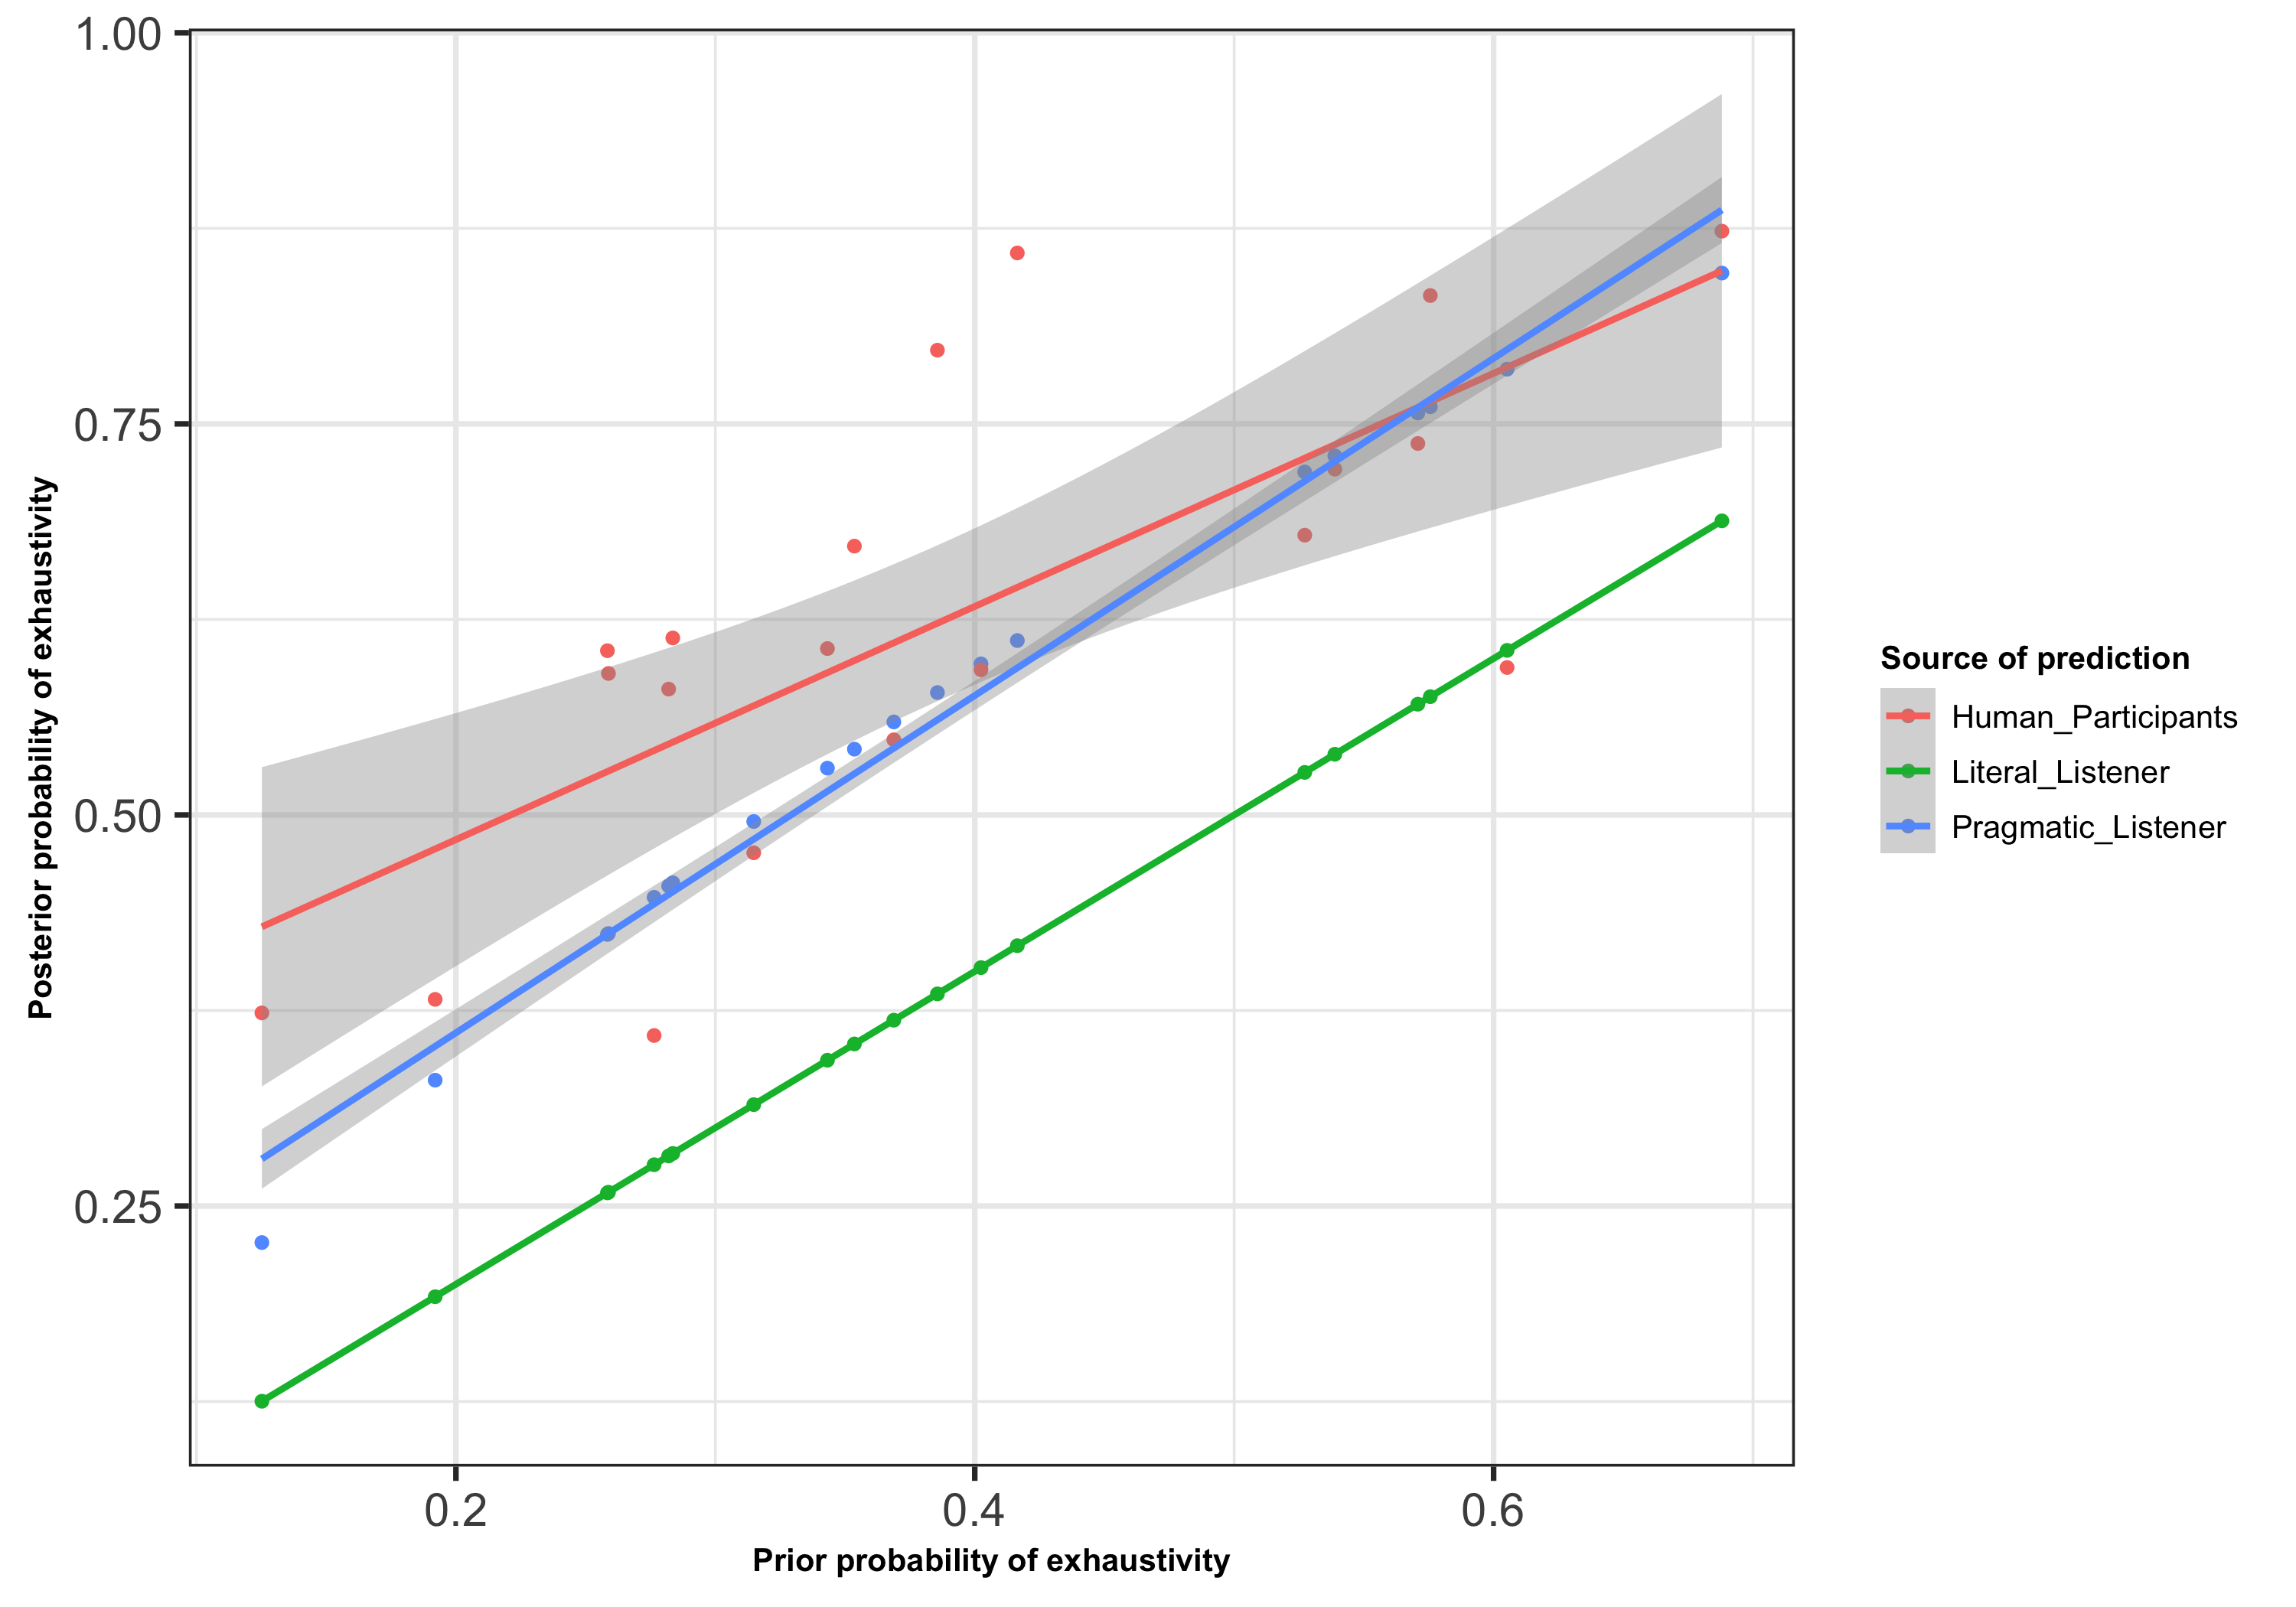 1.00
0.75
0.50
0.25
Posterior probability of exhaustivity
0.2 0.4 0.6
Prior probability of exhaustivity
Source of prediction
Human_Participants
Literal_Listener
Pragmatic_Listener